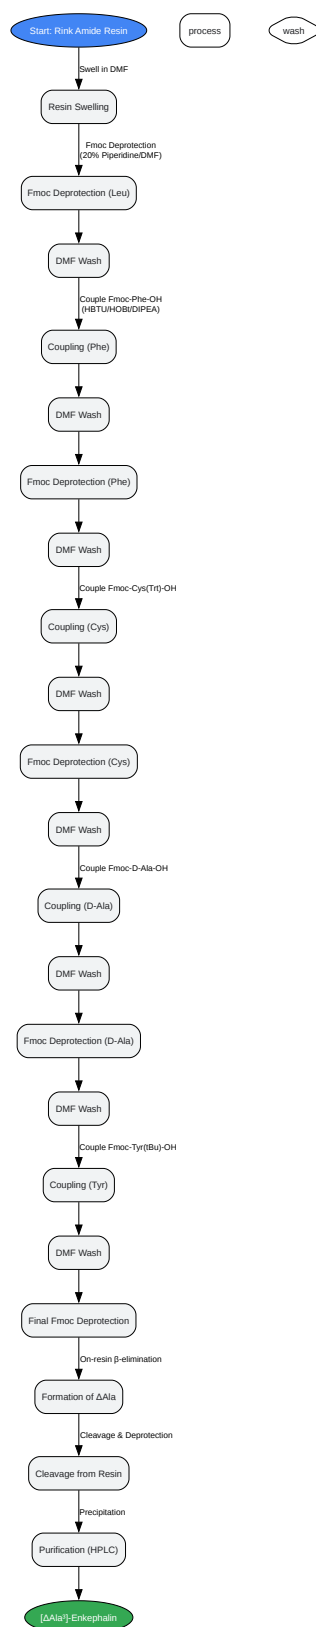 Start: Rink Amide Resin
process
wash
Swell in DMF
Resin Swelling
Fmoc Deprotection
(20% Piperidine/DMF)
Fmoc Deprotection (Leu)
DMF Wash
Couple Fmoc-Phe-OH
(HBTU/HOBt/DIPEA)
Coupling (Phe)
DMF Wash
Fmoc Deprotection (Phe)
DMF Wash
Couple Fmoc-Cys(Trt)-OH
Coupling (Cys)
DMF Wash
Fmoc Deprotection (Cys)
DMF Wash
Couple Fmoc-D-Ala-OH
Coupling (D-Ala)
DMF Wash
Fmoc Deprotection (D-Ala)
DMF Wash
Couple Fmoc-Tyr(tBu)-OH
Coupling (Tyr)
DMF Wash
Final Fmoc Deprotection
On-resin β-elimination
Formation of ΔAla
Cleavage & Deprotection
Cleavage from Resin
Precipitation
Purification (HPLC)
[ΔAla³]-Enkephalin